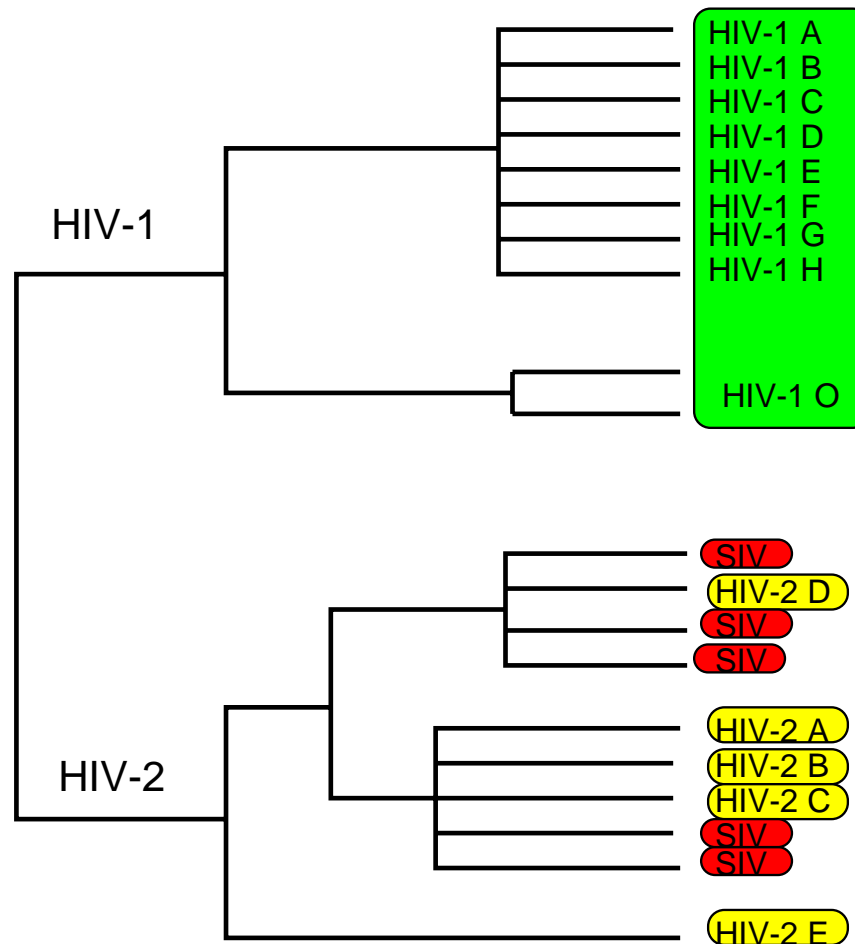 HIV-1 A
HIV-1 B
HIV-1 C
HIV-1 D
HIV-1 E
HIV-1 F
HIV-1
HIV-1 G
HIV-1 H
HIV-1 O
SIV
HIV-2 D
SIV
SIV
HIV-2 A
HIV-2
HIV-2 B
HIV-2 C
SIV
SIV
HIV-2 E